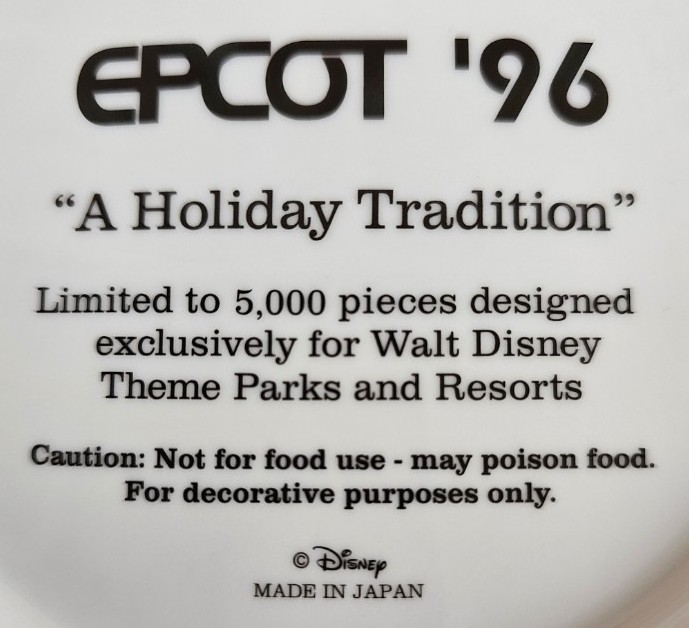 EPCOT '96
“A Holiday Tradition”
Limited to 5,000 pieces designed
exclusively for Walt Disney
Theme Parks and Resorts
Caution: Not for food use - may poison food.
For decorative purposes only.
© Disney
MADE IN JAPAN